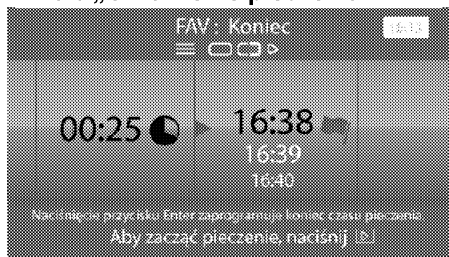 FAV: Koniec
00:25 16:38
16:39
16:40
Naciśnięcie przycisku Enter zaprogramuje koniec czasu pieczenia.
Aby zacząć pieczenie, naciśnij